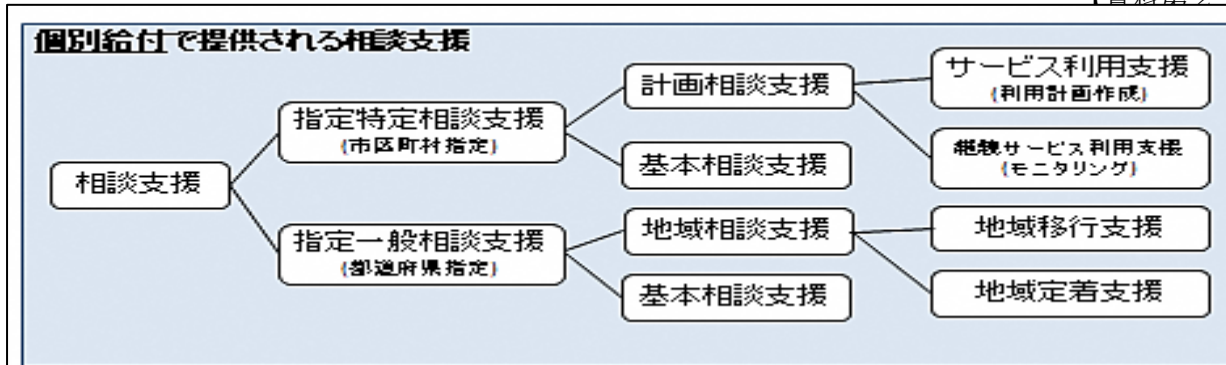 個別給付で提供される相談支援
相談支援
指定特定相談支援
(市区町村指定)
指定一般相談支援
(都道府県指定)
計画相談支援
基本相談支援
地域相談支援
基本相談支援
サービス利用支援
(利用計画作成)
継続サービス利用支援
(モニタリング)
地域移行支援
地域定着支援